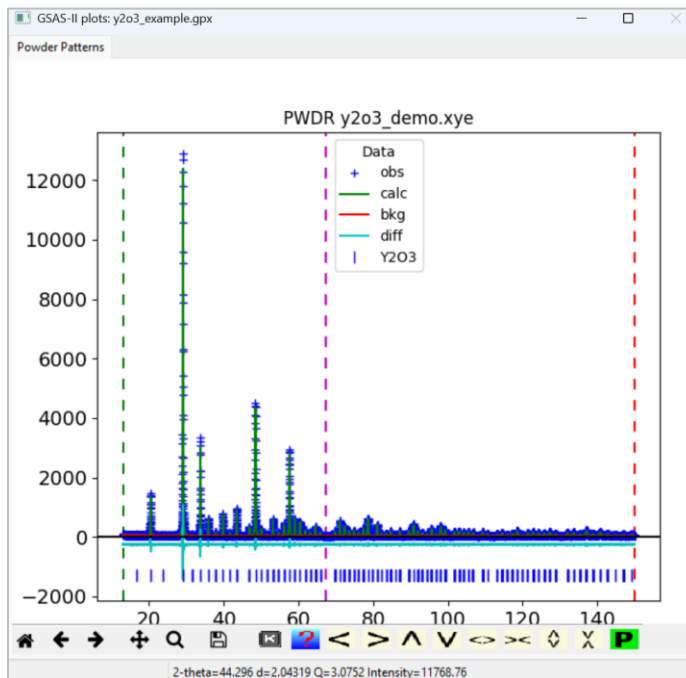 GSAS-II plots: y2o3_example.gpx
Powder Patterns
PWDR y2o3_demo.xye
Data
obs
calc
bkg
diff
Y2O3
12000
10000
8000
6000
4000
2000
0
−2000
20 40 60 80 100 120 140
K ? < > Λ V <> >< P
2-theta=44.296 d=2.04319 Q=3.0752 Intensity=11768.76